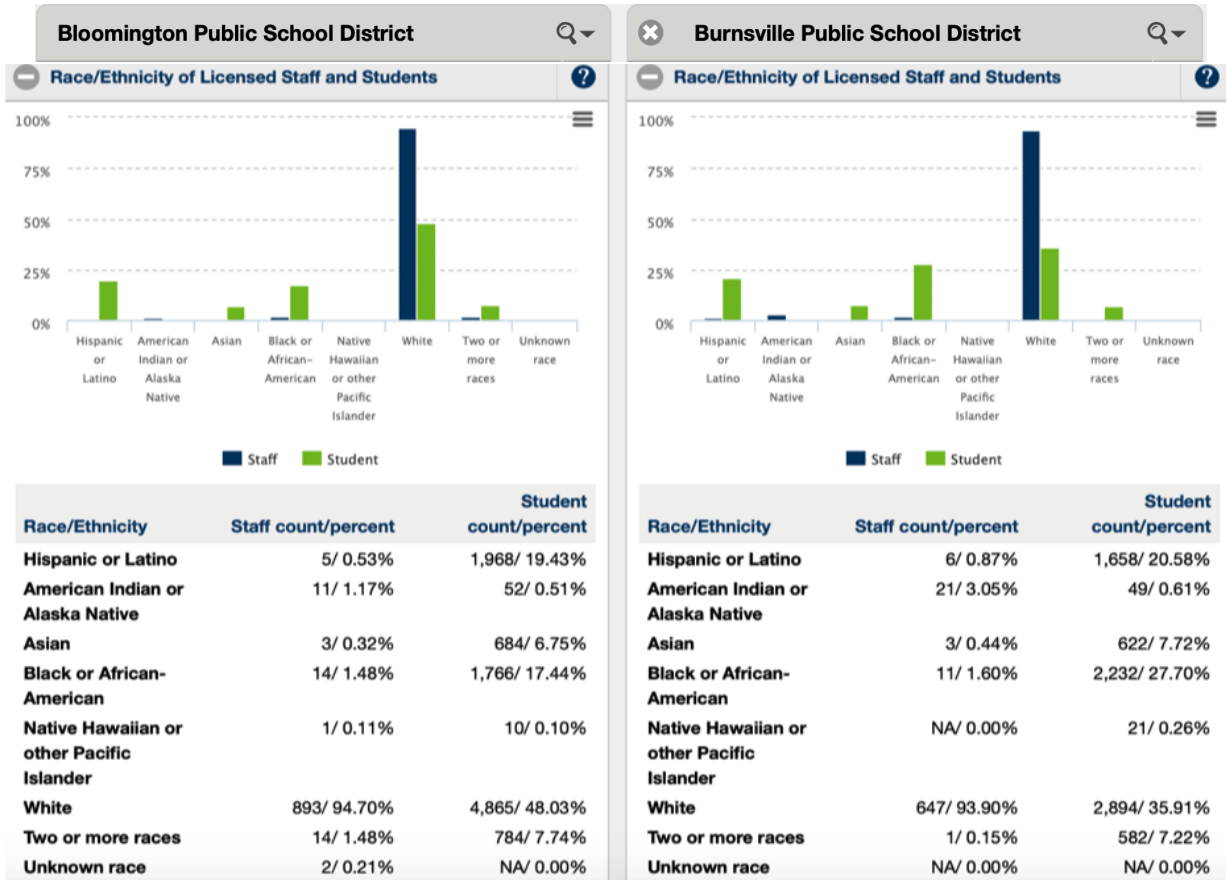 Bloomington Public School District
Race/Ethnicity of Licensed Staff and Students ?
100%
75%
50%
25%
0%
Hispanic or Latino
American Indian or Alaska Native
Asian
Black or African-American
Native Hawaiian or other Pacific Islander
White
Two or more races
Unknown race
Staff Student
Race/Ethnicity Staff count/percent Student count/percent
Hispanic or Latino 5/ 0.53% 1,968/ 19.43%
American Indian or Alaska Native 11/ 1.17% 52/ 0.51%
Asian 3/ 0.32% 684/ 6.75%
Black or African-American 14/ 1.48% 1,766/ 17.44%
Native Hawaiian or other Pacific Islander 1/ 0.11% 10/ 0.10%
White 893/ 94.70% 4,865/ 48.03%
Two or more races 14/ 1.48% 784/ 7.74%
Unknown race 2/ 0.21% NA/ 0.00%
Burnsville Public School District
Race/Ethnicity of Licensed Staff and Students ?
100%
75%
50%
25%
0%
Hispanic or Latino
American Indian or Alaska Native
Asian
Black or African-American
Native Hawaiian or other Pacific Islander
White
Two or more races
Unknown race
Staff Student
Race/Ethnicity Staff count/percent Student count/percent
Hispanic or Latino 6/ 0.87% 1,658/ 20.58%
American Indian or Alaska Native 21/ 3.05% 49/ 0.61%
Asian 3/ 0.44% 622/ 7.72%
Black or African-American 11/ 1.60% 2,232/ 27.70%
Native Hawaiian or other Pacific Islander NA/ 0.00% 21/ 0.26%
White 647/ 93.90% 2,894/ 35.91%
Two or more races 1/ 0.15% 582/ 7.22%
Unknown race NA/ 0.00% NA/ 0.00%